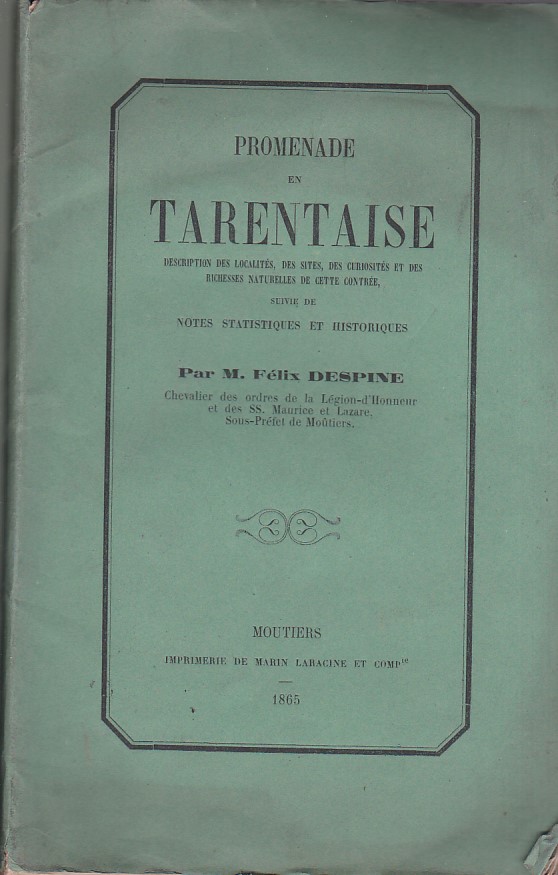 PROMENADE
EN
TARENTAISE
DESCRIPTION DES LOCALITÉS, DES SITES, DES CURIOSITÉS ET DES
RICHESSES NATURELLES DE CETTE CONTRÉE,
SUIVIE DE
NOTES STATISTIQUES ET HISTORIQUES
Par M. Félix DESPINE
Chevalier des ordres de la Légion-d'Honneur
et des SS. Maurice et Lazare,
Sous-Préfet de Moûtiers.
MOUTIERS
IMPRIMERIE DE MARIN LARACINE ET COMPie
1865